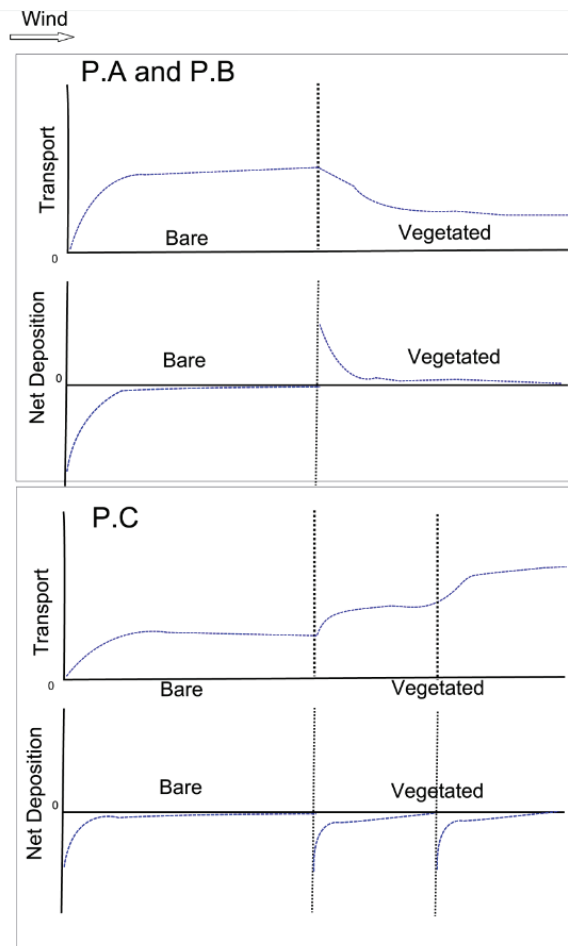 Wind
P.A and P.B
Transport
Bare
Vegetated
0
Net Deposition
Bare
Vegetated
0
P.C
Transport
0
Bare
Vegetated
Net Deposition
Bare
Vegetated
0